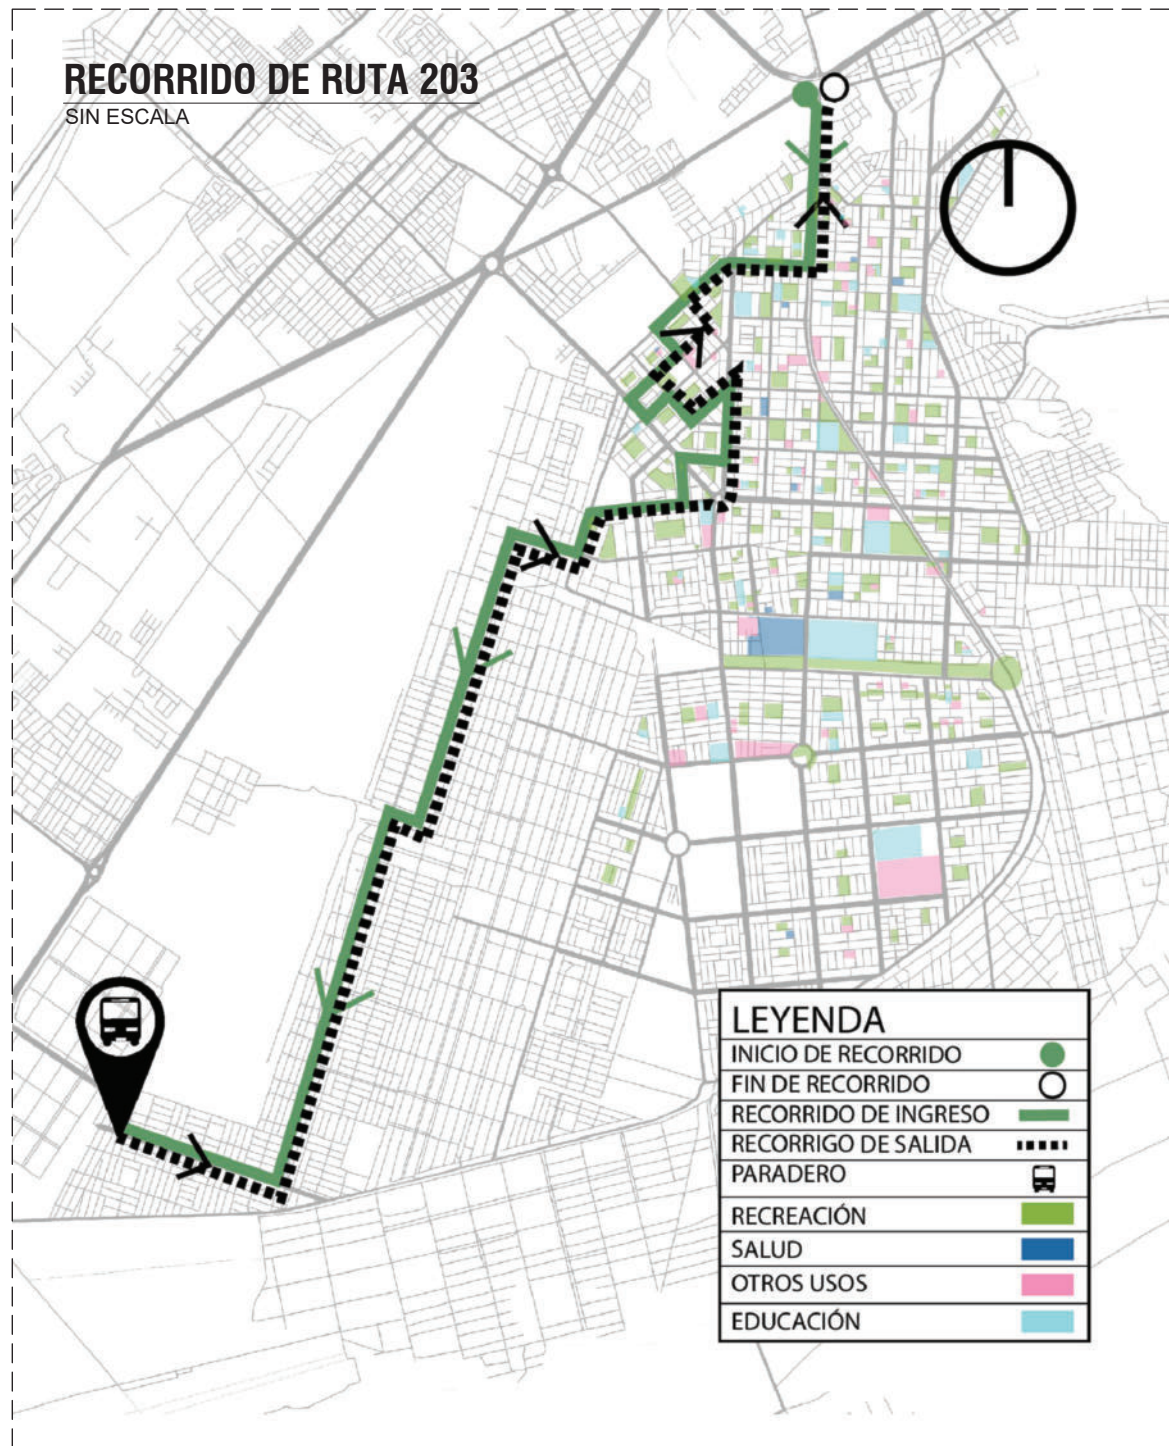 RECORRIDO DE RUTA 203
SIN ESCALA
LEYENDA
INICIO DE RECORRIDO
FIN DE RECORRIDO
RECORRIDO DE INGRESO
RECORRIGO DE SALIDA
PARADERO
RECREACIÓN
SALUD
OTROS USOS
EDUCACIÓN